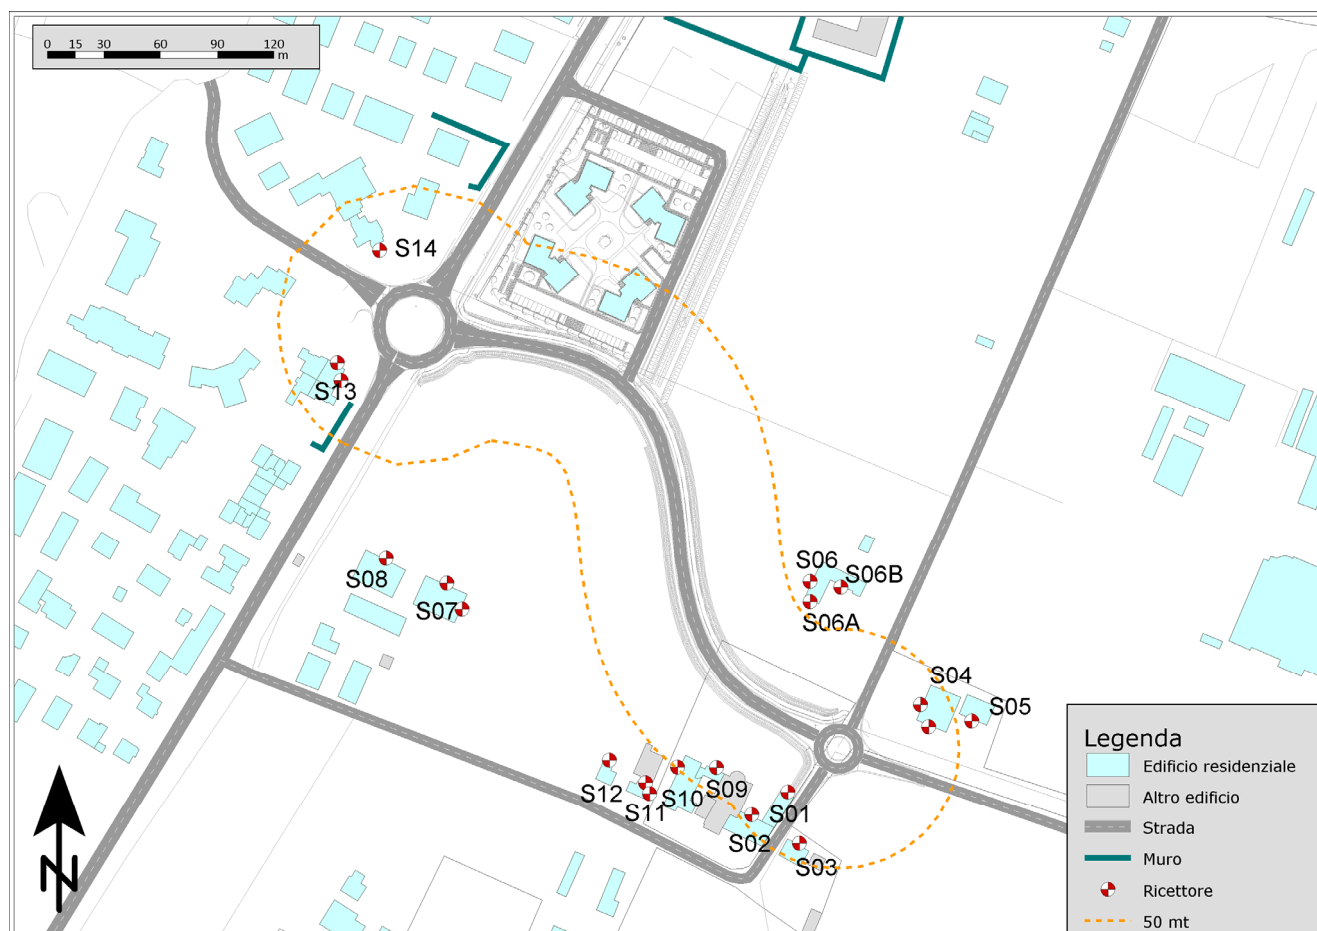 0 15 30 60 90 120
m
S14
S13
S06
S06B
S08
S07
S06A
S04
S05
S12
S11
S10
S09
S01
S02
S03
N
Legenda
Edificio residenziale
Altro edificio
Strada
Muro
Ricettore
50 mt